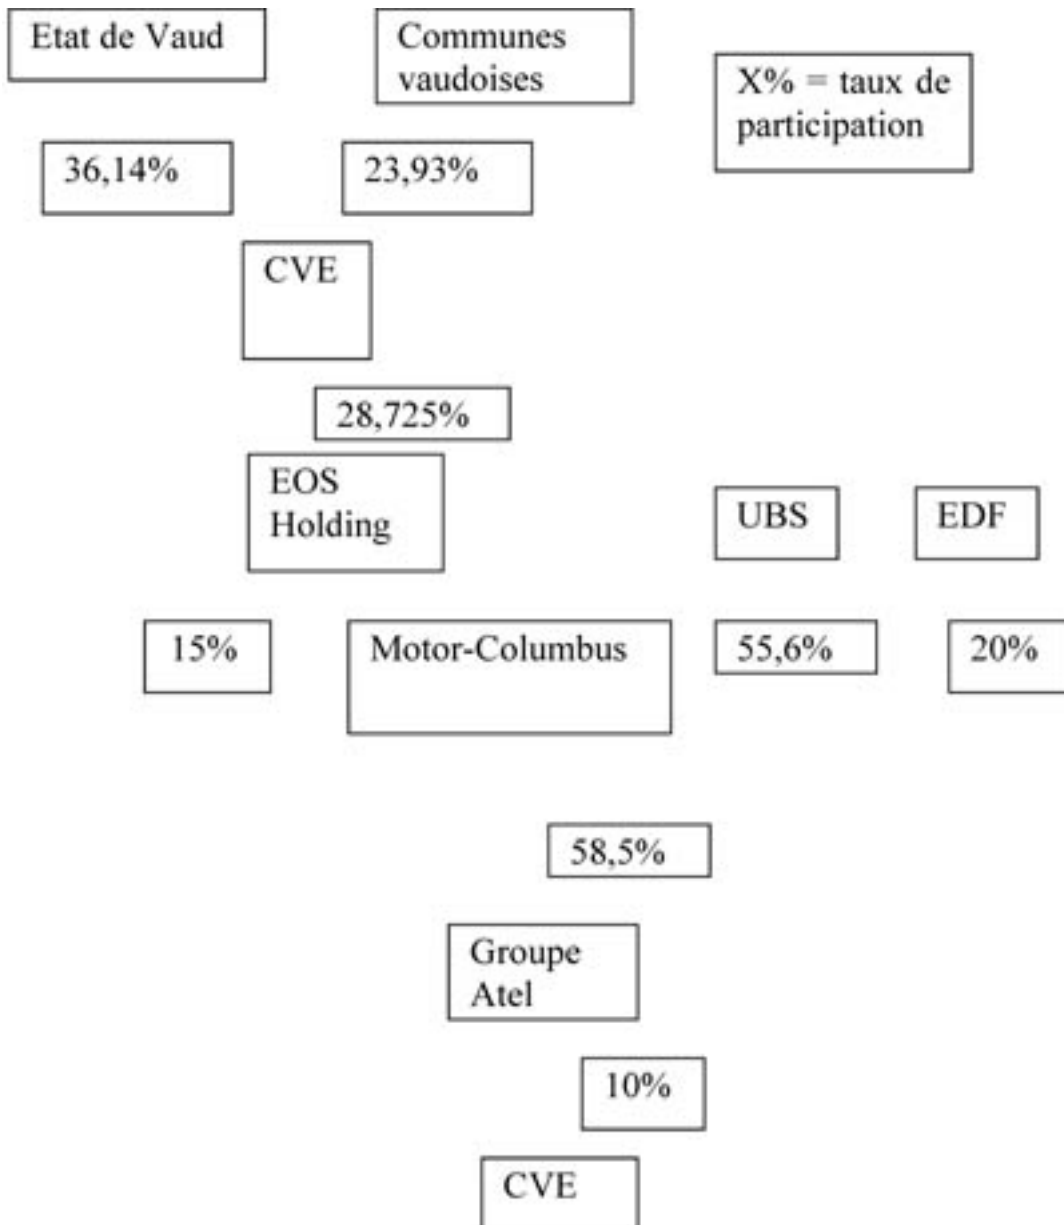 Etat de Vaud
Communes
vaudoises
X% = taux de
participation
36,14%
23,93%
CVE
28,725%
EOS
Holding
UBS
EDF
15%
Motor-Columbus
55,6%
20%
58,5%
Groupe
Atel
10%
CVE